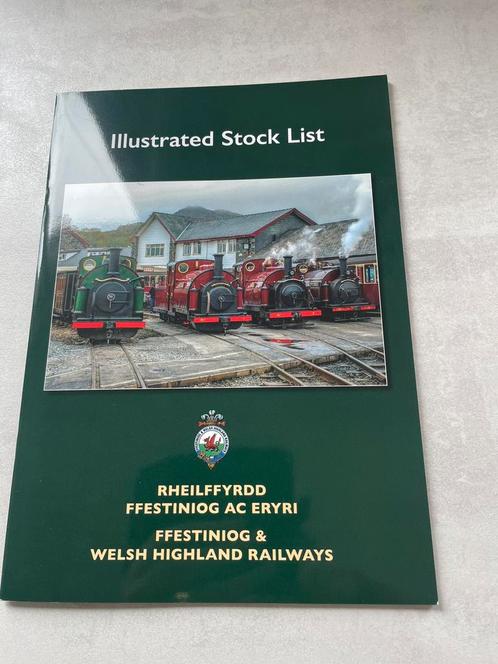 Illustrated Stock List
RHEILFFYRDD
FFESTINIOG AC ERYRI
FFESTINIOG &
WELSH HIGHLAND RAILWAYS